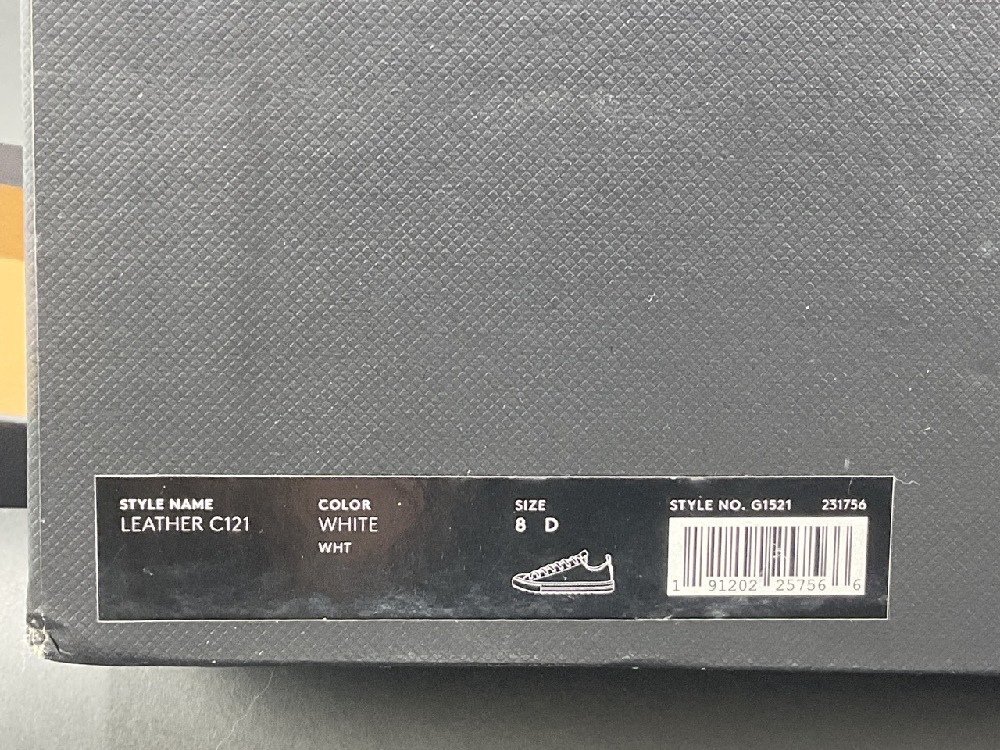 STYLE NAME
LEATHER C121
COLOR
WHITE
WHT
SIZE
8 D
STYLE NO. G1521 231756
1 91202 25756 6